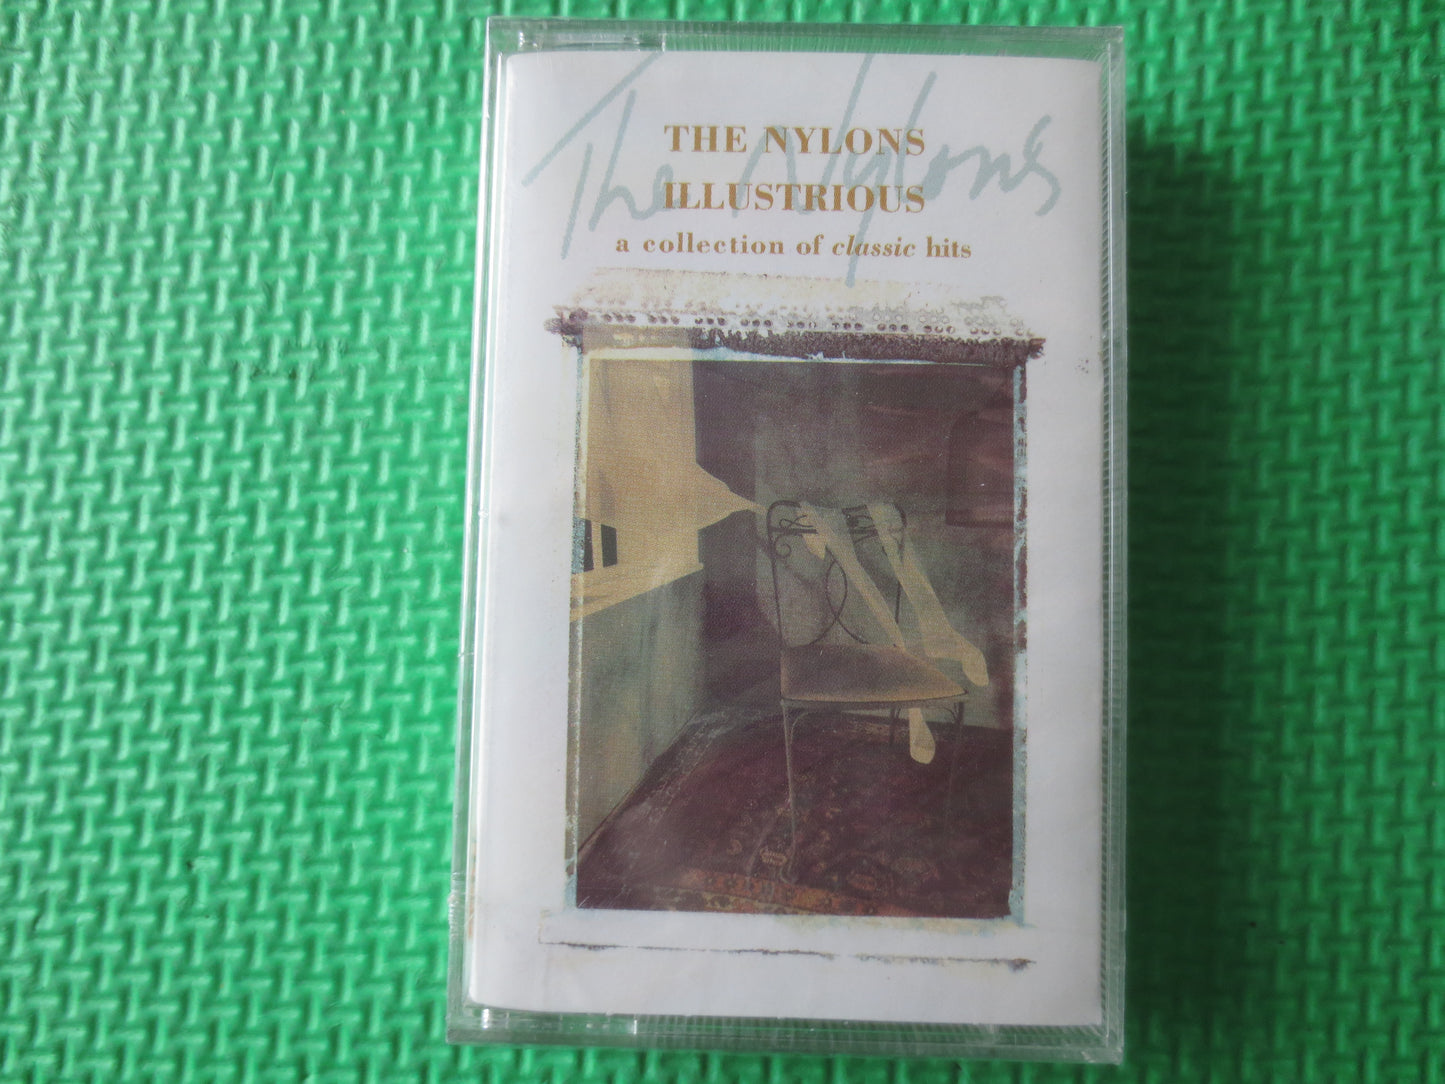 The Nylons
THE NYLONS
ILLUSTRIOUS
a collection of classic hits